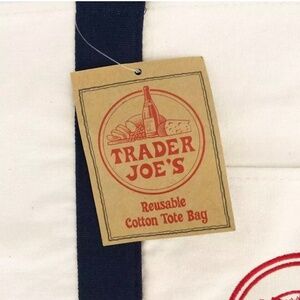 TRADER
JOE'S
Reusable
Cotton Tote Bag